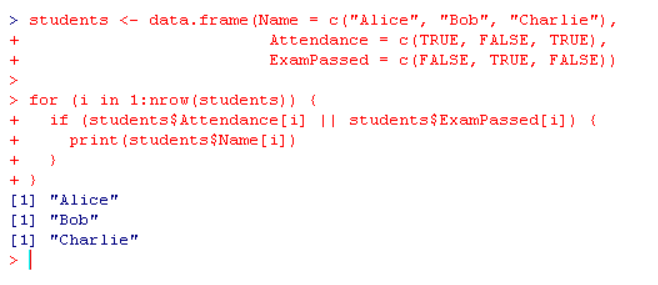 > students <- data.frame(Name = c("Alice", "Bob", "Charlie"),
+                        Attendance = c(TRUE, FALSE, TRUE),
+                        ExamPassed = c(FALSE, TRUE, FALSE))
>
> for (i in 1:nrow(students)) {
+   if (students$Attendance[i] || students$ExamPassed[i]) {
+     print(students$Name[i])
+   }
+ }
[1] "Alice"
[1] "Bob"
[1] "Charlie"
>